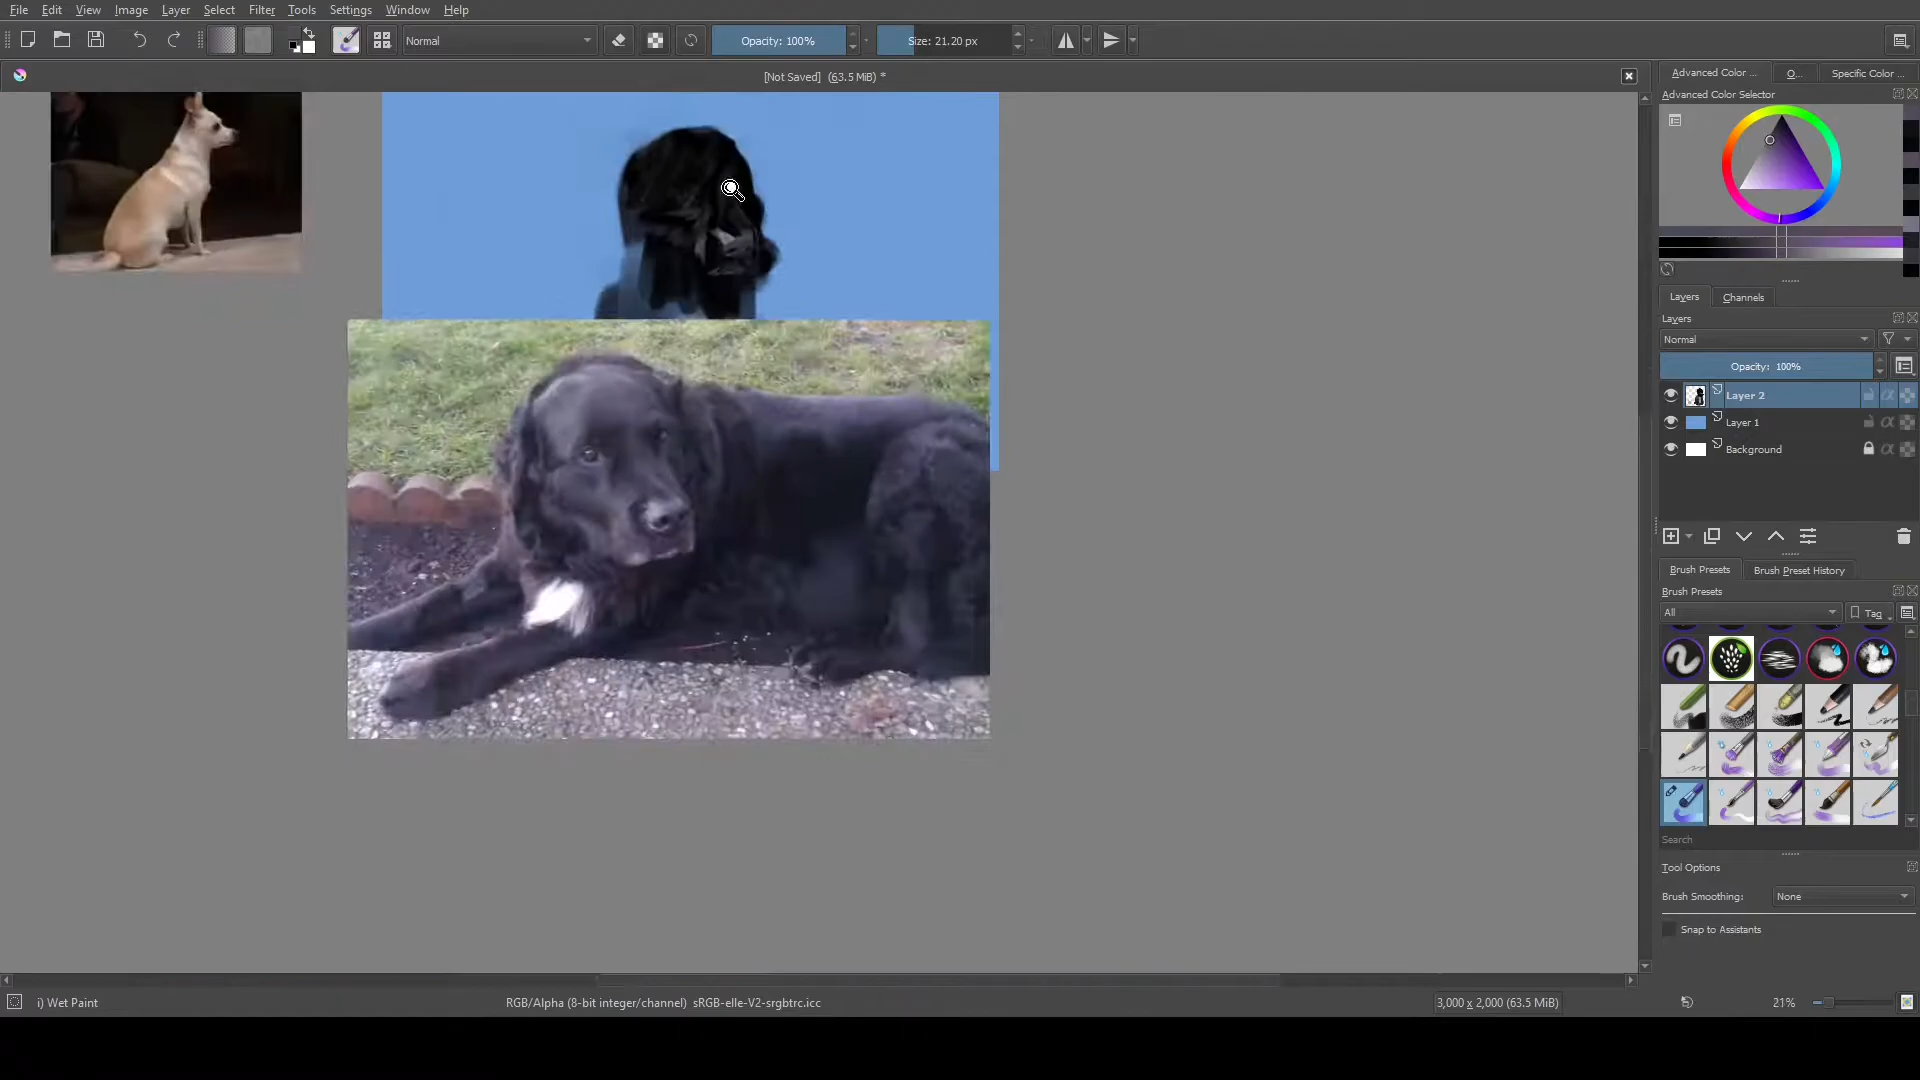 File Edit View Image Layer Select Filter Tools Settings Window Help
Normal Opacity: 100% Size: 21.20 px
[Not Saved] (63.5 MiB) *
Advanced Color ... O... Specific Color ...
Advanced Color Selector
Layers Channels
Layers
Normal
Opacity: 100%
Layer 2
Layer 1
Background
Brush Presets Brush Preset History
Brush Presets
All Tag
Search
Tool Options
Brush Smoothing: None
Snap to Assistants
i) Wet Paint RGB/Alpha (8-bit integer/channel) sRGB-elle-V2-srgbtrc.icc 3,000 x 2,000 (63.5 MiB) 21%